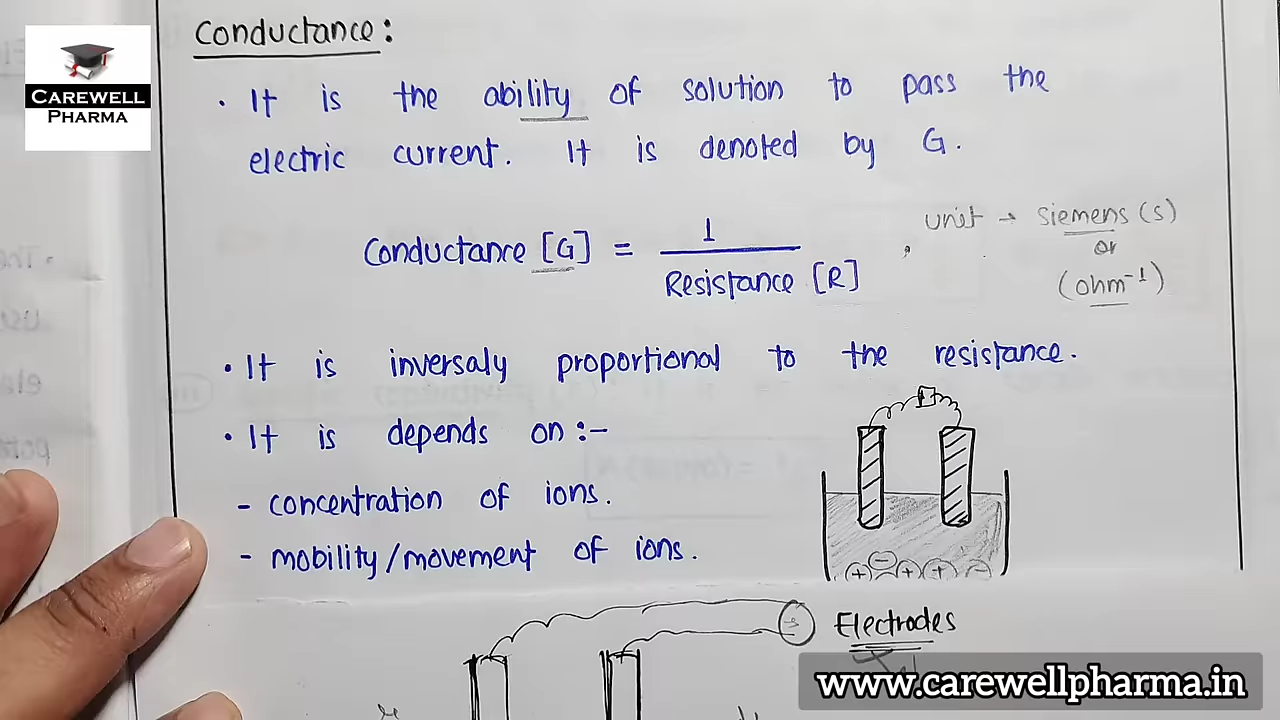 CAREWELL
PHARMA
Conductance:
• It is the ability of solution to pass the
electric current. It is denoted by G.
Conductance [G] = 1
Resistance [R]
, unit → Siemens (s)
or
(ohm⁻¹)
• It is inversaly proportional to the resistance.
• It is depends on :-
- concentration of ions.
- mobility/movement of ions.
+ - + + -
Electrodes
www.carewellpharma.in